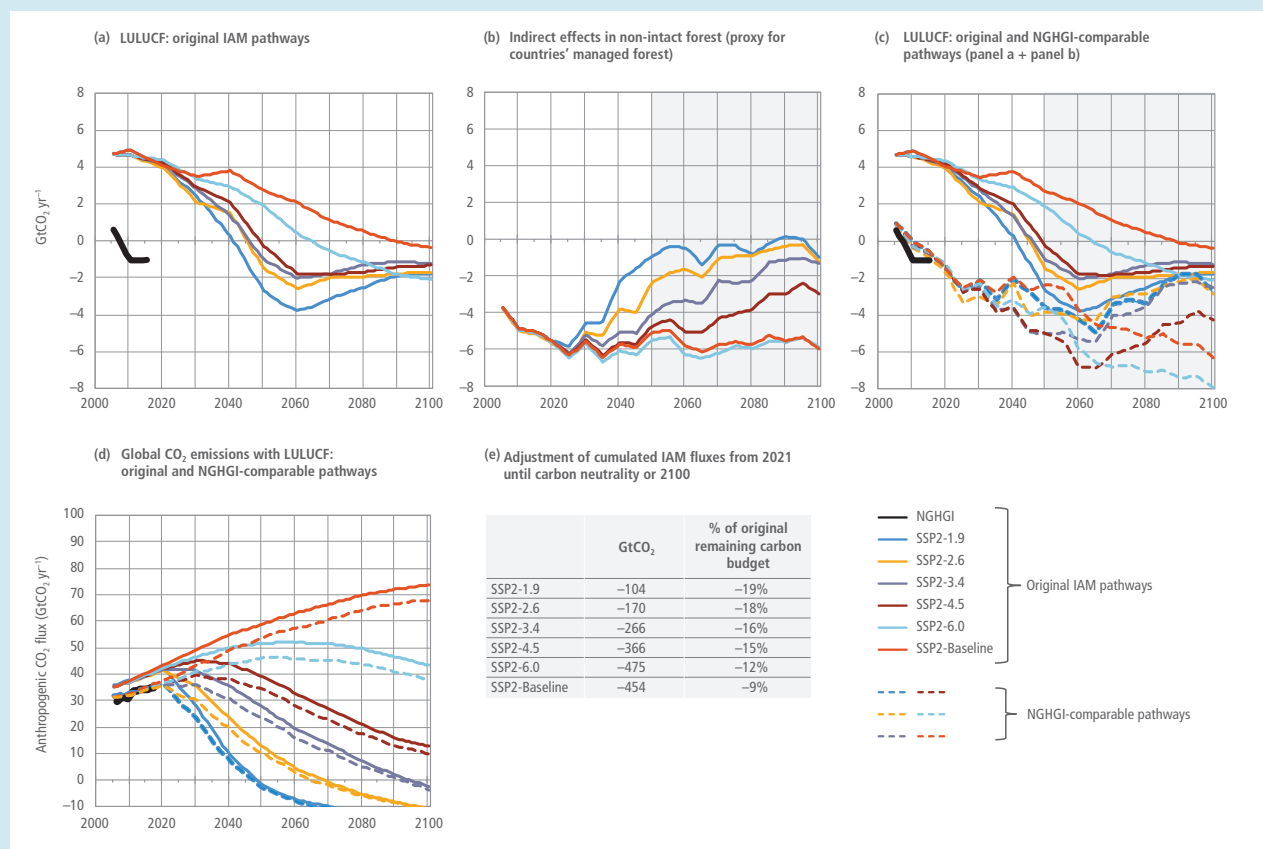 (a) LULUCF: original IAM pathways
GtCO2 yr−1
8
6
4
2
0
−2
−4
−6
−8
2000 2020 2040 2060 2080 2100
(b) Indirect effects in non-intact forest (proxy for
countries’ managed forest)
8
6
4
2
0
−2
−4
−6
−8
2000 2020 2040 2060 2080 2100
(c) LULUCF: original and NGHGI-comparable
pathways (panel a + panel b)
8
6
4
2
0
−2
−4
−6
−8
2000 2020 2040 2060 2080 2100
(d) Global CO2 emissions with LULUCF:
original and NGHGI-comparable pathways
Anthropogenic CO2 flux (GtCO2 yr−1)
100
90
80
70
60
50
40
30
20
10
0
−10
2000 2020 2040 2060 2080 2100
(e) Adjustment of cumulated IAM fluxes from 2021
until carbon neutrality or 2100
GtCO2
% of original
remaining carbon
budget
SSP2-1.9 −104 −19%
SSP2-2.6 −170 −18%
SSP2-3.4 −266 −16%
SSP2-4.5 −366 −15%
SSP2-6.0 −475 −12%
SSP2-Baseline −454 −9%
NGHGI
SSP2-1.9
SSP2-2.6
SSP2-3.4
SSP2-4.5
SSP2-6.0
SSP2-Baseline
Original IAM pathways
NGHGI-comparable pathways